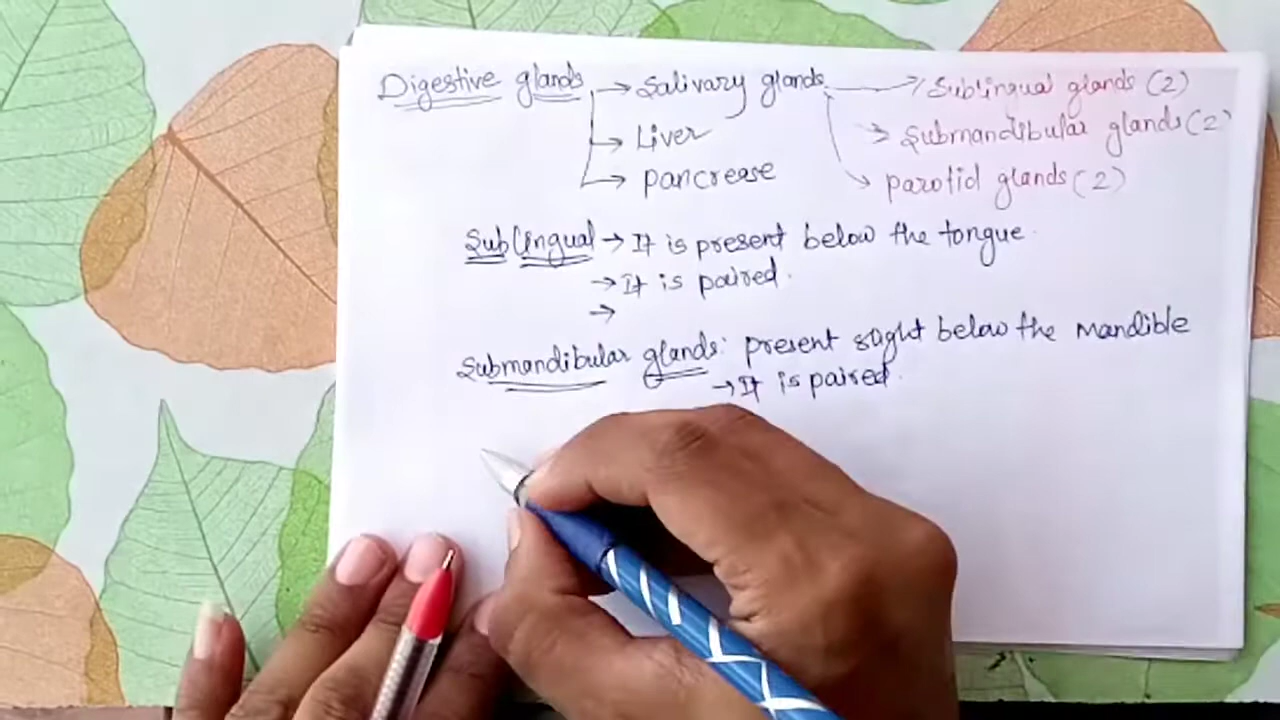 Digestive glands → Salivary glands → Sublingual glands (2)
→ Liver → Submandibular glands (2)
→ pancrease → parotid glands (2)
Sublingual → It is present below the tongue.
→ It is paired.
→
Submandibular glands: present slight below the Mandible
→ It is paired.